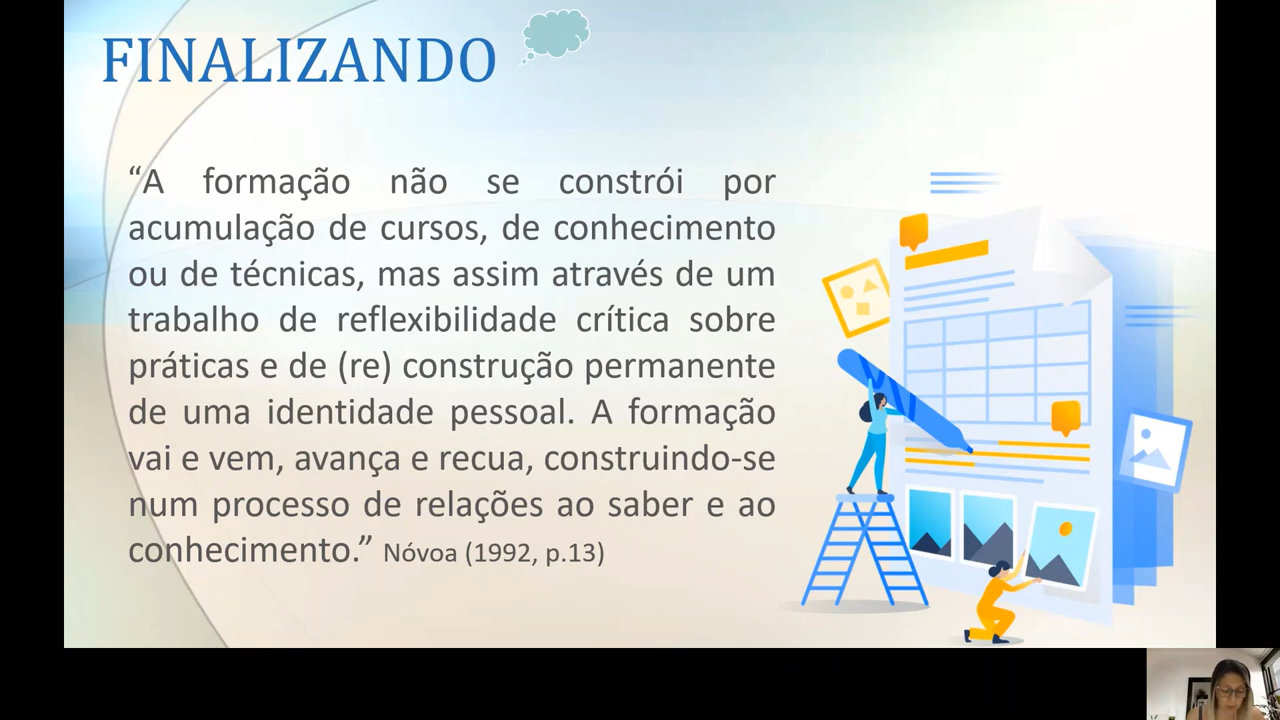 FINALIZANDO
“A formação não se constrói por
acumulação de cursos, de conhecimento
ou de técnicas, mas assim através de um
trabalho de reflexibilidade crítica sobre
práticas e de (re) construção permanente
de uma identidade pessoal. A formação
vai e vem, avança e recua, construindo-se
num processo de relações ao saber e ao
conhecimento.” Nóvoa (1992, p.13)